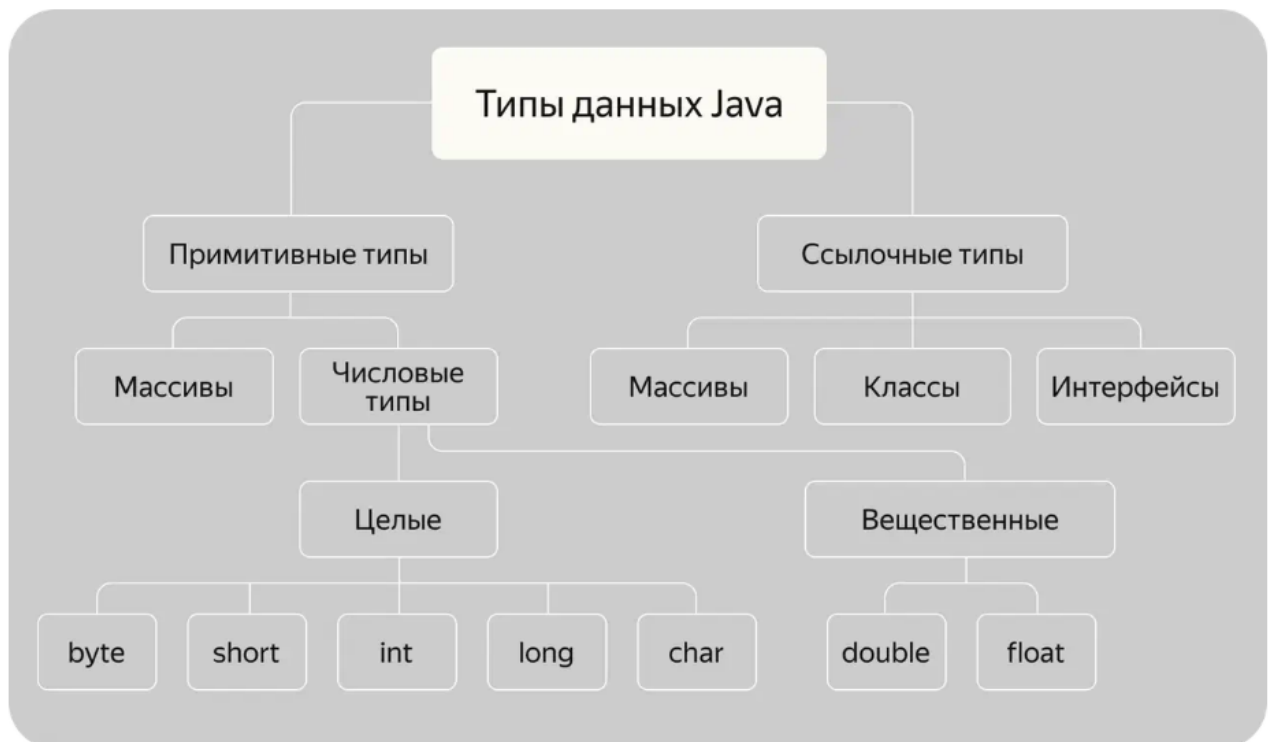 Типы данных Java
Примитивные типы
Ссылочные типы
Массивы
Числовые
типы
Массивы
Классы
Интерфейсы
Целые
Вещественные
byte
short
int
long
char
double
float